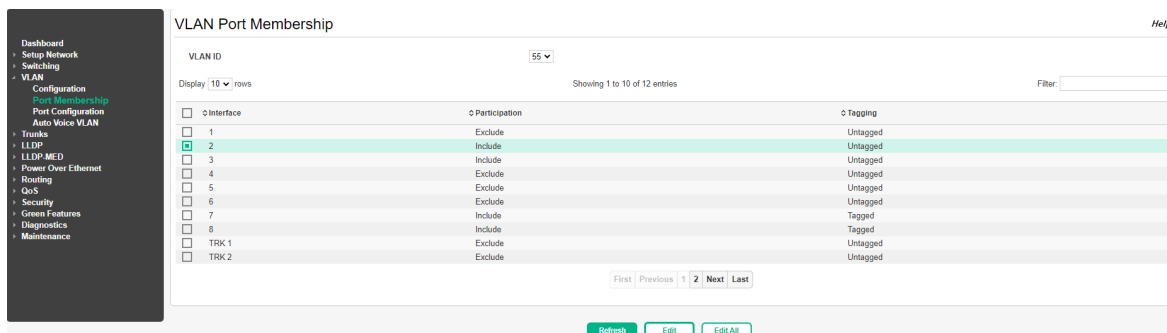 VLAN Port Membership
Help
Dashboard
Setup Network
Switching
VLAN
Configuration
Port Membership
Port Configuration
Auto Voice VLAN
Trunks
LLDP
LLDP-MED
Power Over Ethernet
Routing
QoS
Security
Green Features
Diagnostics
Maintenance
VLAN ID 55
Display 10 rows Showing 1 to 10 of 12 entries Filter:
Interface Participation Tagging
1 Exclude Untagged
2 Include Untagged
3 Include Untagged
4 Exclude Untagged
5 Exclude Untagged
6 Exclude Untagged
7 Include Tagged
8 Include Tagged
TRK 1 Exclude Untagged
TRK 2 Exclude Untagged
First Previous 1 2 Next Last
Refresh Edit Edit All